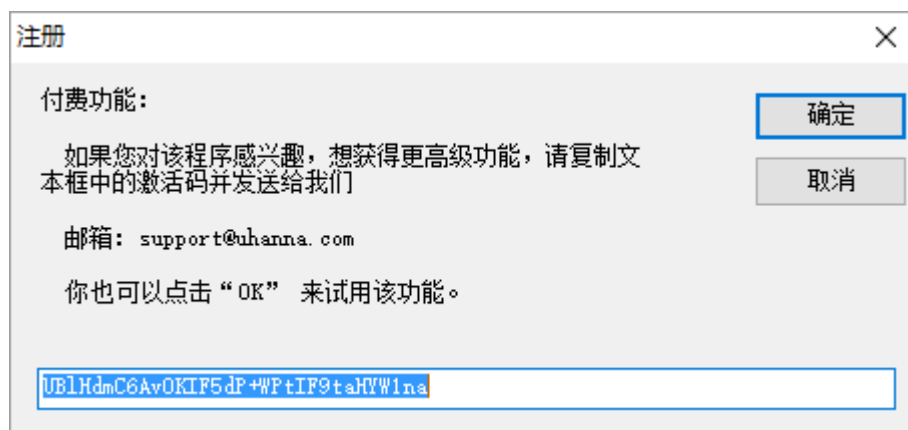 注册
付费功能：
确定
如果您对该程序感兴趣，想获得更高级功能，请复制文
本框中的激活码并发送给我们
取消
邮箱：support@uhanna.com
你也可以点击“OK” 来试用该功能。
UBlHdmC6AvOKIF5dP+WPtIF9taHYW1na